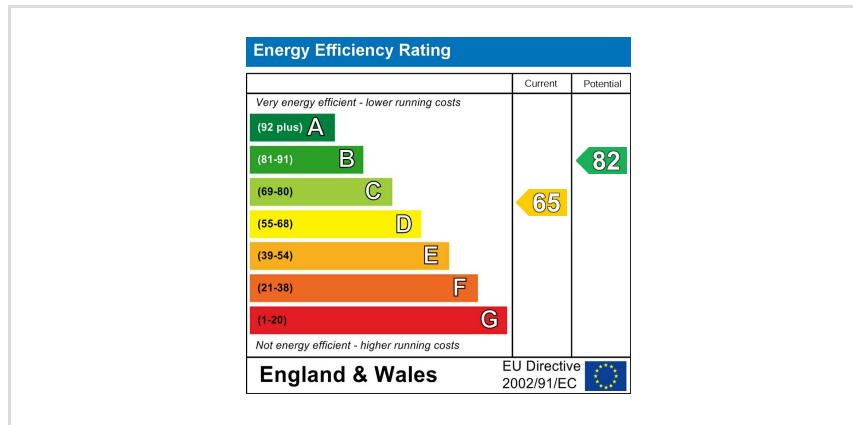 Energy Efficiency Rating
Current Potential
Very energy efficient - lower running costs
(92 plus) A
(81-91) B
82
(69-80) C
65
(55-68) D
(39-54) E
(21-38) F
(1-20) G
Not energy efficient - higher running costs
England & Wales
EU Directive
2002/91/EC